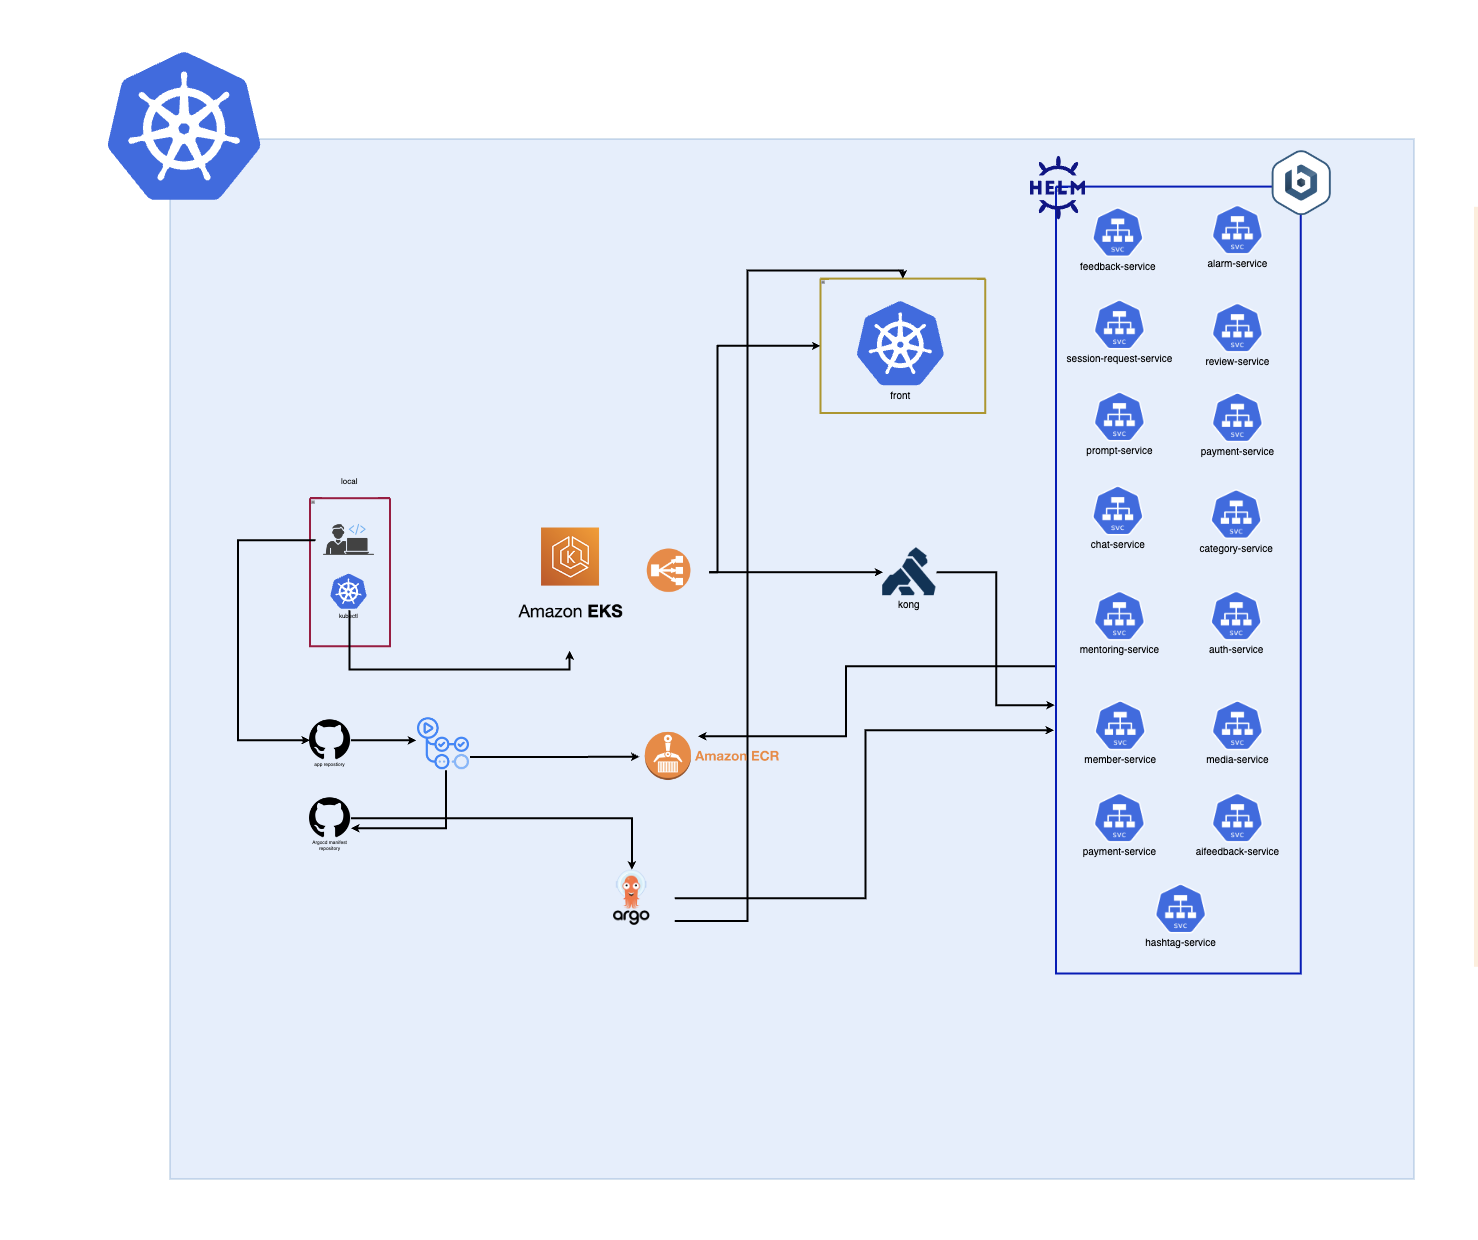 HELM
feedback-service
alarm-service
svc
svc
session-request-service
review-service
svc
svc
front
prompt-service
payment-service
svc
svc
local
</>
kubectl
Amazon EKS
K
kong
chat-service
category-service
svc
svc
mentoring-service
auth-service
svc
svc
app repository
Amazon ECR
member-service
media-service
svc
svc
Argocd manifest
repository
payment-service
aifeedback-service
svc
svc
argo
hashtag-service
svc